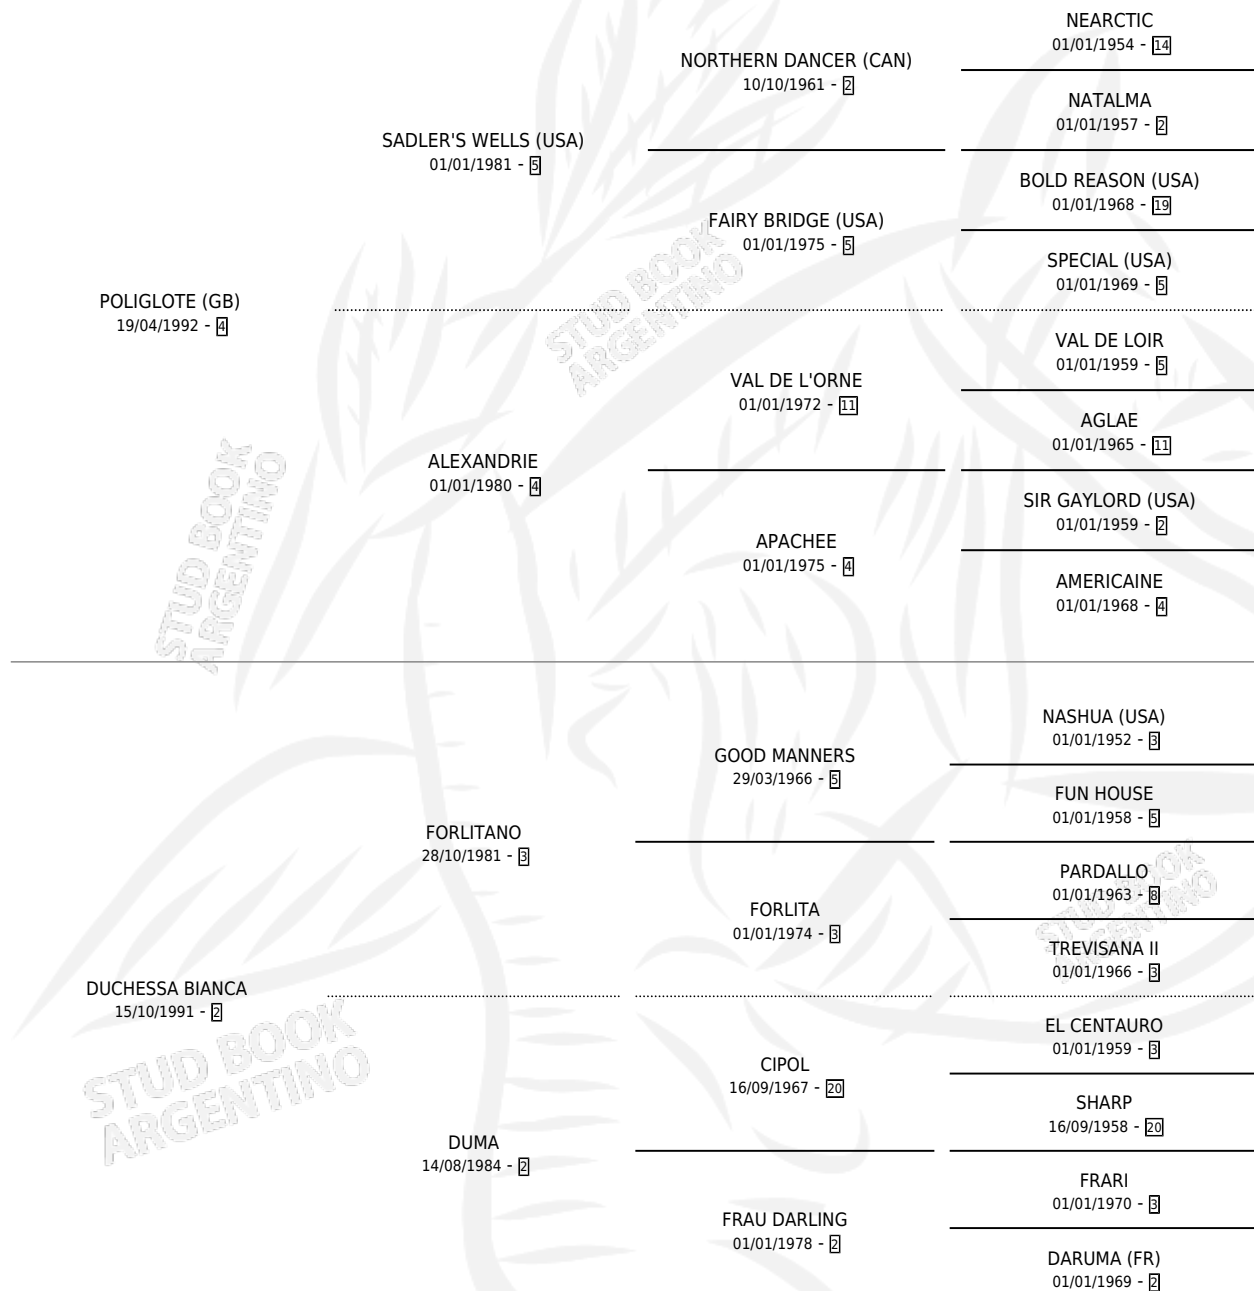 NEARCTIC
01/01/1954 - 14
NORTHERN DANCER (CAN)
10/10/1961 - 2
NATALMA
01/01/1957 - 2
SADLER'S WELLS (USA)
01/01/1981 - 5
BOLD REASON (USA)
01/01/1968 - 19
FAIRY BRIDGE (USA)
01/01/1975 - 5
SPECIAL (USA)
01/01/1969 - 5
POLIGLOTE (GB)
19/04/1992 - 4
STUD BOOK
ARGENTINO
VAL DE LOIR
01/01/1959 - 5
VAL DE L'ORNE
01/01/1972 - 11
AGLAE
01/01/1965 - 11
ALEXANDRIE
01/01/1980 - 4
SIR GAYLORD (USA)
01/01/1959 - 2
APACHEE
01/01/1975 - 4
AMERICAINE
01/01/1968 - 4
STUD BOOK
ARGENTINO
NASHUA (USA)
01/01/1952 - 3
GOOD MANNERS
29/03/1966 - 5
FUN HOUSE
01/01/1958 - 5
FORLITANO
28/10/1981 - 3
PARDALLO
01/01/1963 - 8
FORLITA
01/01/1974 - 3
STUD BOOK
ARGENTINO
TREVISANA II
01/01/1966 - 3
DUCHESSA BIANCA
15/10/1991 - 2
STUD BOOK
ARGENTINO
EL CENTAURO
01/01/1959 - 3
CIPOL
16/09/1967 - 20
SHARP
16/09/1958 - 20
DUMA
14/08/1984 - 2
FRARI
01/01/1970 - 3
FRAU DARLING
01/01/1978 - 2
DARUMA (FR)
01/01/1969 - 2